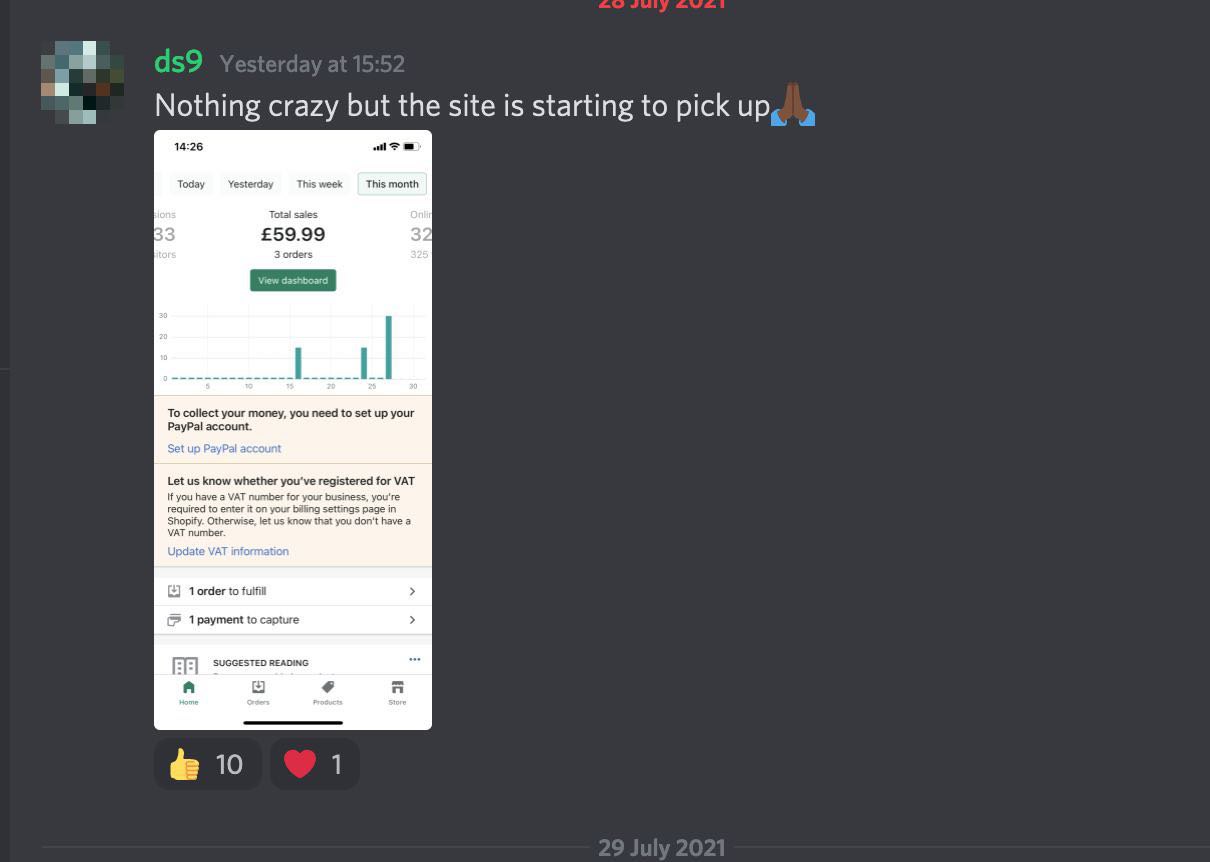 28 July 2021
ds9 Yesterday at 15:52
Nothing crazy but the site is starting to pick up🙏🏾
14:26
Today Yesterday This week This month
sions Total sales Onlin
33 £59.99 32
sitors 3 orders 325
View dashboard
30
20
10
0
5 10 15 20 25 30
To collect your money, you need to set up your
PayPal account.
Set up PayPal account
Let us know whether you've registered for VAT
If you have a VAT number for your business, you're
required to enter it on your billing settings page in
Shopify. Otherwise, let us know that you don't have a
VAT number.
Update VAT information
1 order to fulfill
1 payment to capture
SUGGESTED READING
Home Orders Products Store
👍 10 ❤️ 1
29 July 2021